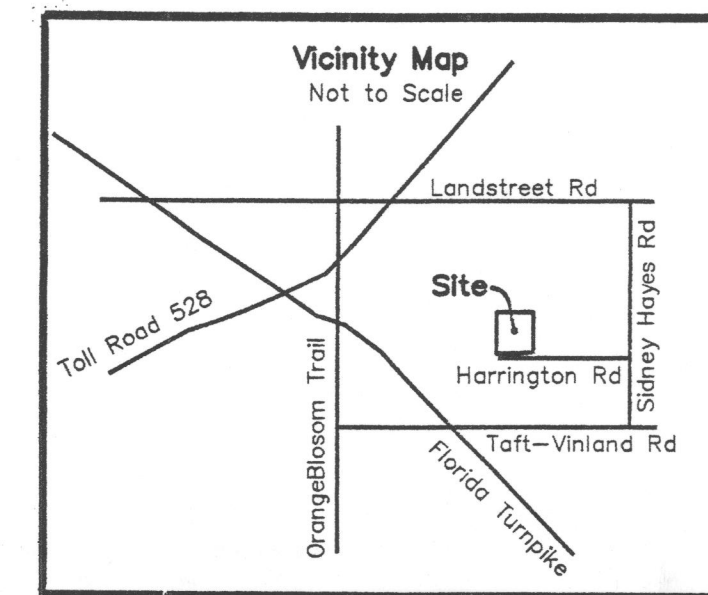 Vicinity Map
Not to Scale
Landstreet Rd
Sidney Hayes Rd
Site
Toll Road 528
Harrington Rd
OrangeBlosom Trail
Taft-Vinland Rd
Florida Turnpike